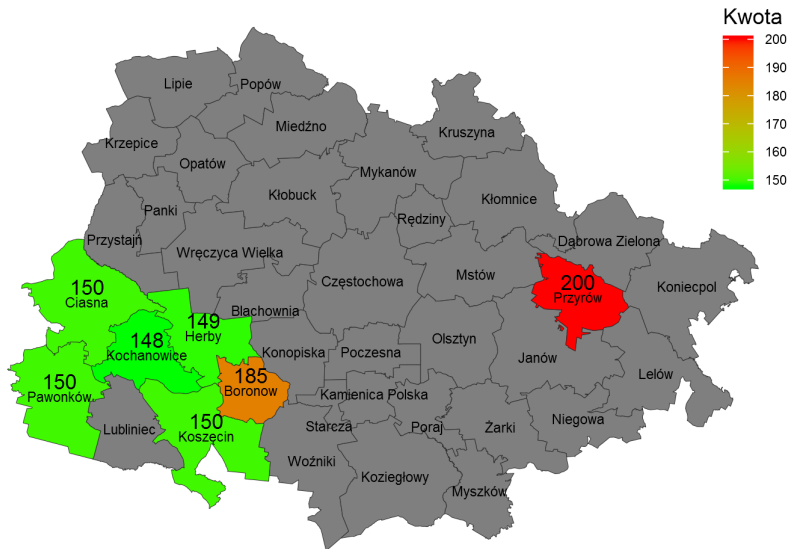 Kwota
200
190
180
170
160
150
Lipie
Popów
Miedźno
Kruszyna
Krzepice
Opatów
Mykanów
Kłobuck
Kłomnice
Panki
Rędziny
Przystajń
Wręczyca Wielka
Dąbrowa Zielona
150
Ciasna
Częstochowa
Mstów
200
Przyrów
Koniecpol
Blachownia
149
Herby
148
Kochanowice
Konopiska
Poczesna
Olsztyn
Janów
Lelów
150
Pawonków
185
Boronow
Kamienica Polska
Lubliniec
150
Koszęcin
Starcza
Poraj
Żarki
Niegowa
Woźniki
Koziegłowy
Myszków